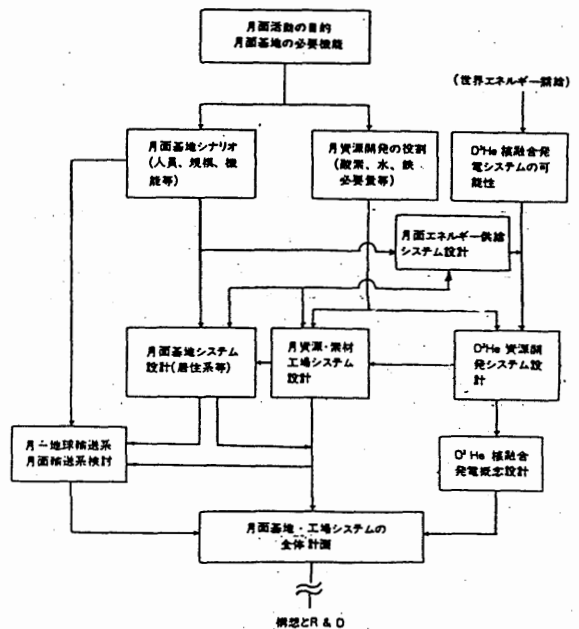 月面活動の目的
月面基地の必要機能
(世界エネルギー供給)
月面基地シナリオ
(人員、規模、機
能等)
月資源開発の役割
(酸素、水、鉄
必要量等)
D³He 核融合発
電システムの可
能性
月面エネルギー供給
システム設計
月面基地システム
設計(居住系等)
月資源・素材
工場システム
設計
D³He 資源開
発システム設
計
月－地球輸送系
月面輸送系検討
D³He 核融合
発電概念設計
月面基地・工場システムの
全体計画
構想とR & D